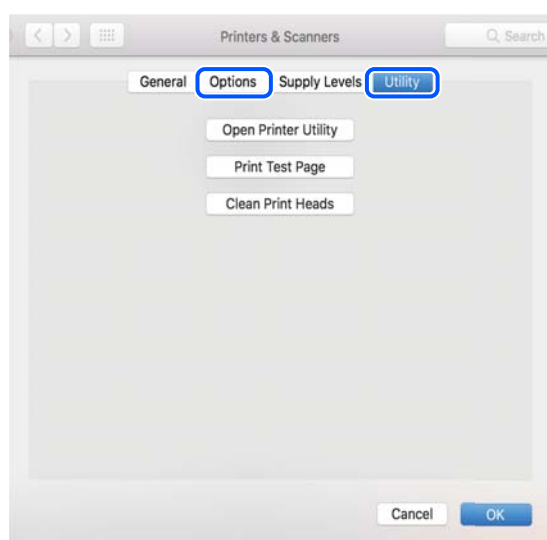 Printers & Scanners Search
General Options Supply Levels Utility
Open Printer Utility
Print Test Page
Clean Print Heads
Cancel OK